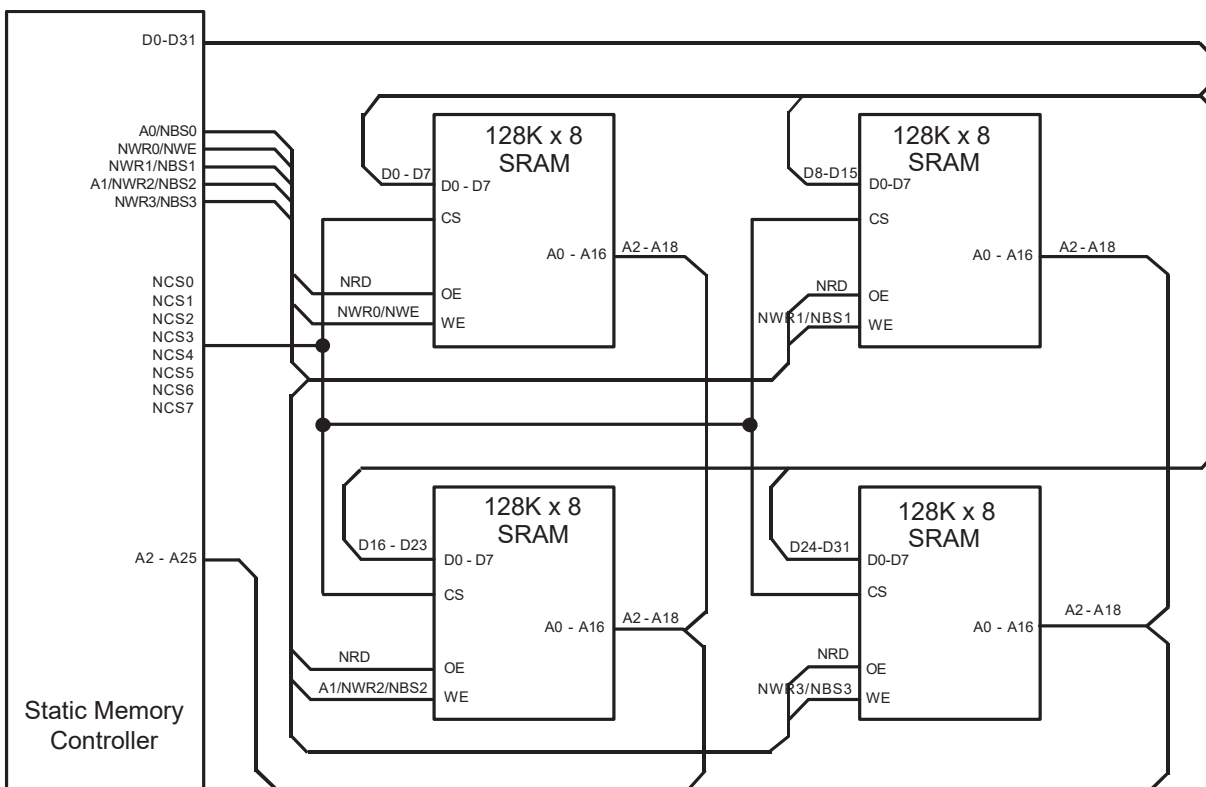 D0-D31
A0/NBS0
NWR0/NWE
NWR1/NBS1
A1/NWR2/NBS2
NWR3/NBS3
NCS0
NCS1
NCS2
NCS3
NCS4
NCS5
NCS6
NCS7
A2 - A25
Static Memory
Controller
128K x 8
SRAM
D0 - D7
D0 - D7
CS
A0 - A16
A2 - A18
NRD
OE
NWR0/NWE
WE
128K x 8
SRAM
D8-D15
D0-D7
CS
A0 - A16
A2 - A18
NRD
OE
NWR1/NBS1
WE
128K x 8
SRAM
D16 - D23
D0 - D7
CS
A0 - A16
A2 - A18
NRD
OE
A1/NWR2/NBS2
WE
128K x 8
SRAM
D24-D31
D0-D7
CS
A0 - A16
A2 - A18
NRD
OE
NWR3/NBS3
WE